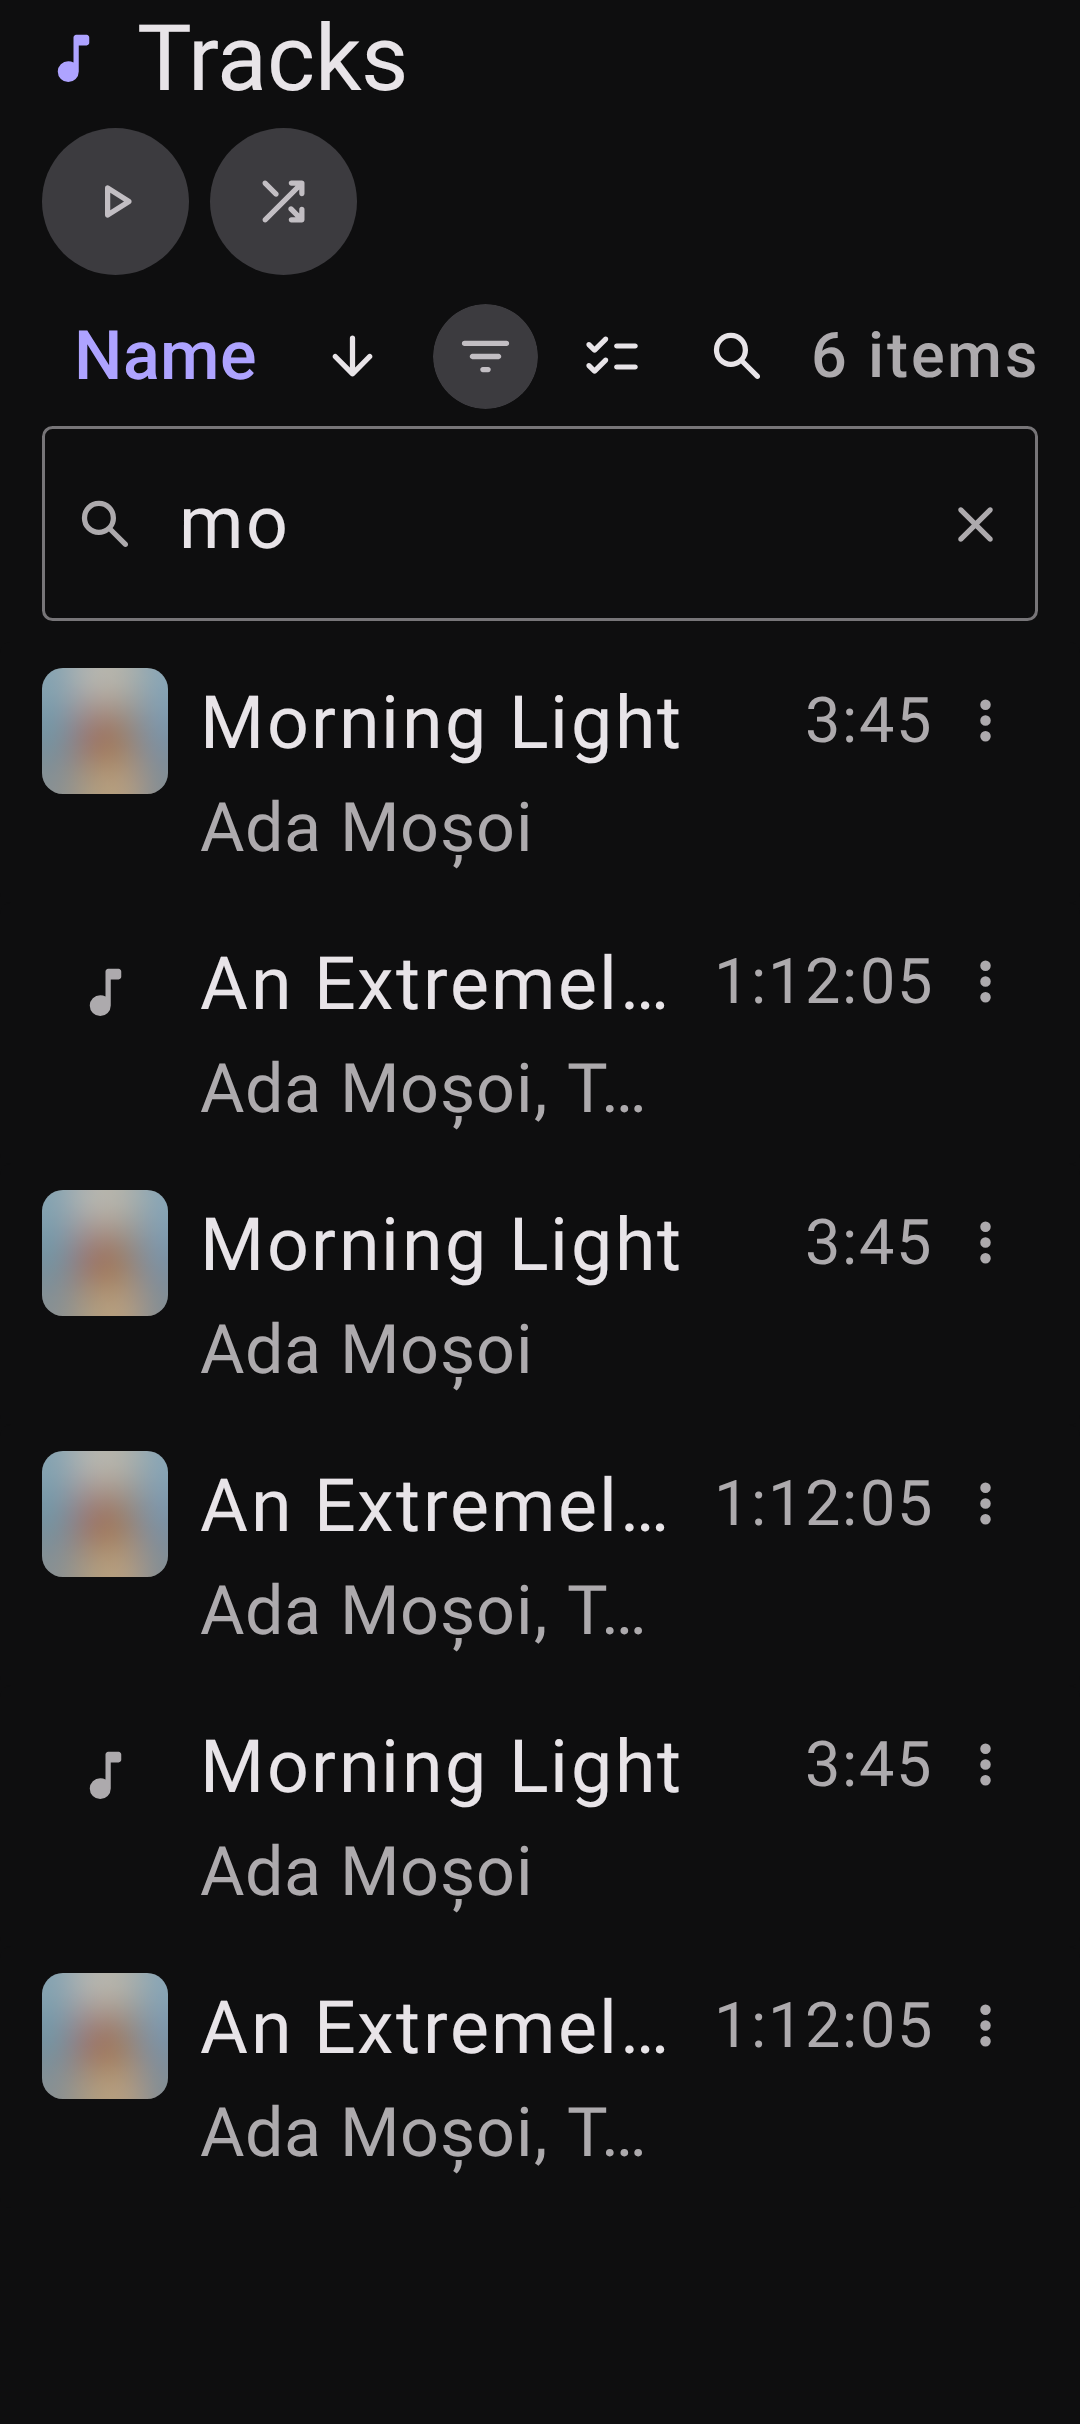 Tracks
Name 6 items
mo
Morning Light 3:45
Ada Moșoi
An Extremel… 1:12:05
Ada Moșoi, T…
Morning Light 3:45
Ada Moșoi
An Extremel… 1:12:05
Ada Moșoi, T…
Morning Light 3:45
Ada Moșoi
An Extremel… 1:12:05
Ada Moșoi, T…